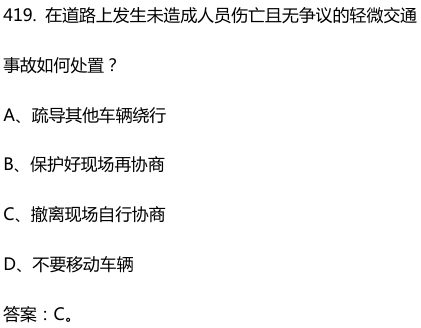 419. 在道路上发生未造成人员伤亡且无争议的轻微交通
事故如何处置？
A、疏导其他车辆绕行
B、保护好现场再协商
C、撤离现场自行协商
D、不要移动车辆
答案：C。